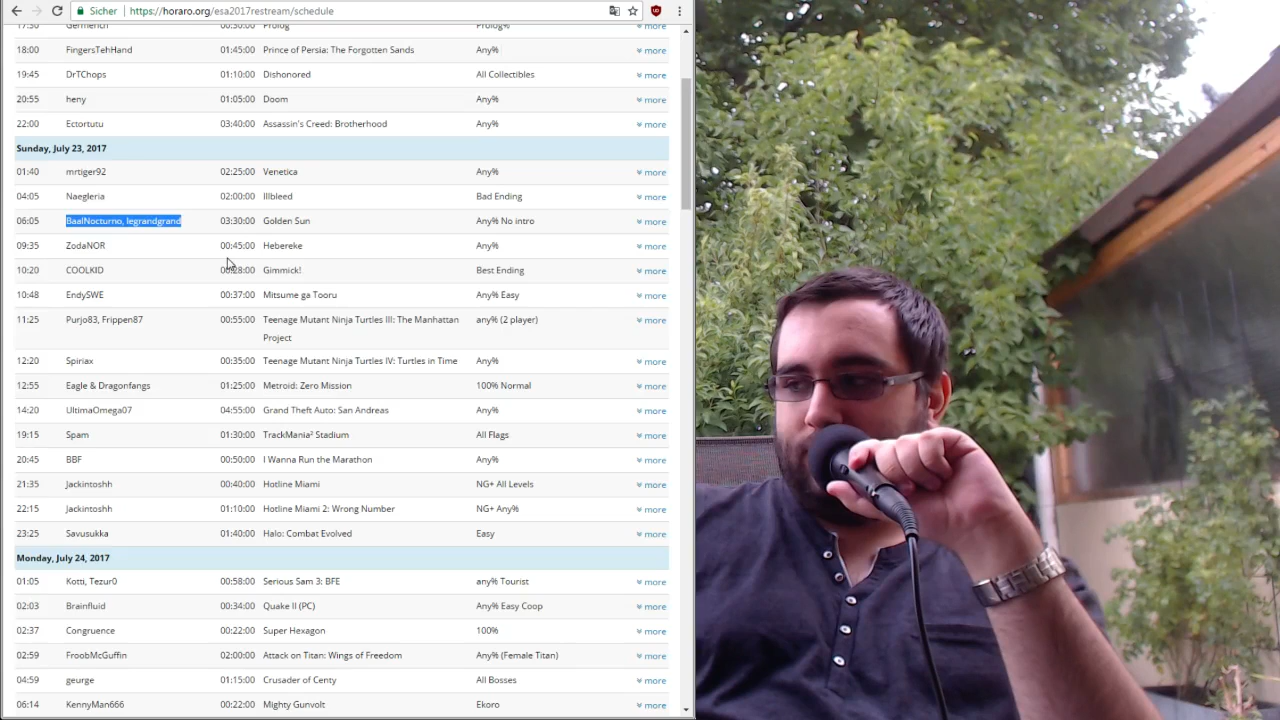 Sicher https://horaro.org/esa2017restream/schedule
17:30 Germench 00:30:00 Prolog Prolog% more
18:00 FingersTehHand 01:45:00 Prince of Persia: The Forgotten Sands Any% more
19:45 DrTChops 01:10:00 Dishonored All Collectibles more
20:55 heny 01:05:00 Doom Any% more
22:00 Ectortutu 03:40:00 Assassin's Creed: Brotherhood Any% more
Sunday, July 23, 2017
01:40 mrtiger92 02:25:00 Venetica Any% more
04:05 Naegleria 02:00:00 Illbleed Bad Ending more
06:05 BaalNocturno, legrandgrand 03:30:00 Golden Sun Any% No intro more
09:35 ZodaNOR 00:45:00 Hebereke Any% more
10:20 COOLKID 00:28:00 Gimmick! Best Ending more
10:48 EndySWE 00:37:00 Mitsume ga Tooru Any% Easy more
11:25 Purjo83, Frippen87 00:55:00 Teenage Mutant Ninja Turtles III: The Manhattan any% (2 player) more
Project
12:20 Spiriax 00:35:00 Teenage Mutant Ninja Turtles IV: Turtles in Time Any% more
12:55 Eagle & Dragonfangs 01:25:00 Metroid: Zero Mission 100% Normal more
14:20 UltimaOmega07 04:55:00 Grand Theft Auto: San Andreas Any% more
19:15 Spam 01:30:00 TrackMania² Stadium All Flags more
20:45 BBF 00:50:00 I Wanna Run the Marathon Any% more
21:35 Jackintoshh 00:40:00 Hotline Miami NG+ All Levels more
22:15 Jackintoshh 01:10:00 Hotline Miami 2: Wrong Number NG+ Any% more
23:25 Savusukka 01:40:00 Halo: Combat Evolved Easy more
Monday, July 24, 2017
01:05 Kotti, Tezur0 00:58:00 Serious Sam 3: BFE any% Tourist more
02:03 Brainfluid 00:34:00 Quake II (PC) Any% Easy Coop more
02:37 Congruence 00:22:00 Super Hexagon 100% more
02:59 FroobMcGuffin 02:00:00 Attack on Titan: Wings of Freedom Any% (Female Titan) more
04:59 geurge 01:15:00 Crusader of Centy All Bosses more
06:14 KennyMan666 00:22:00 Mighty Gunvolt Ekoro more